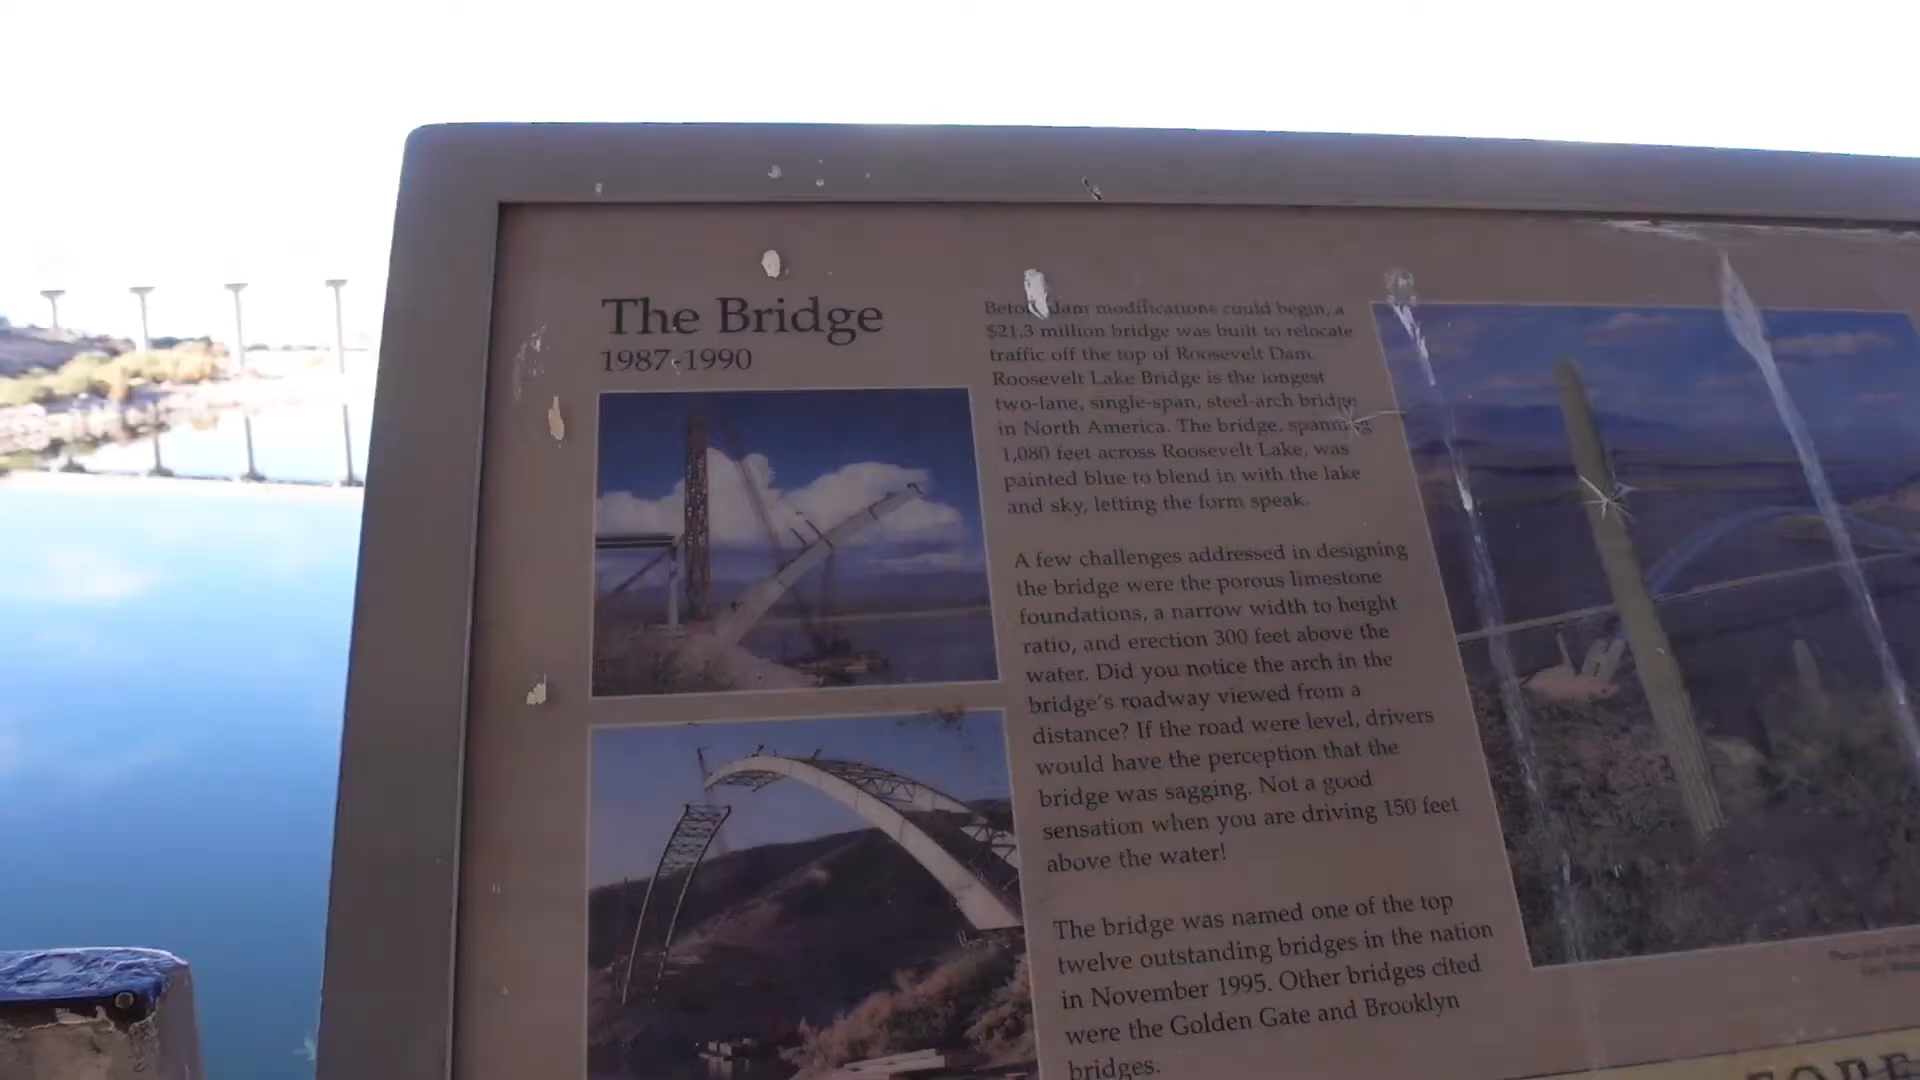 The Bridge
1987-1990
Before dam modifications could begin, a
$21.3 million bridge was built to relocate
traffic off the top of Roosevelt Dam.
Roosevelt Lake Bridge is the longest
two-lane, single-span, steel-arch bridge
in North America. The bridge, spanning
1,080 feet across Roosevelt Lake, was
painted blue to blend in with the lake
and sky, letting the form speak.
A few challenges addressed in designing
the bridge were the porous limestone
foundations, a narrow width to height
ratio, and erection 300 feet above the
water. Did you notice the arch in the
bridge's roadway viewed from a
distance? If the road were level, drivers
would have the perception that the
bridge was sagging. Not a good
sensation when you are driving 150 feet
above the water!
The bridge was named one of the top
twelve outstanding bridges in the nation
in November 1995. Other bridges cited
were the Golden Gate and Brooklyn
bridges.